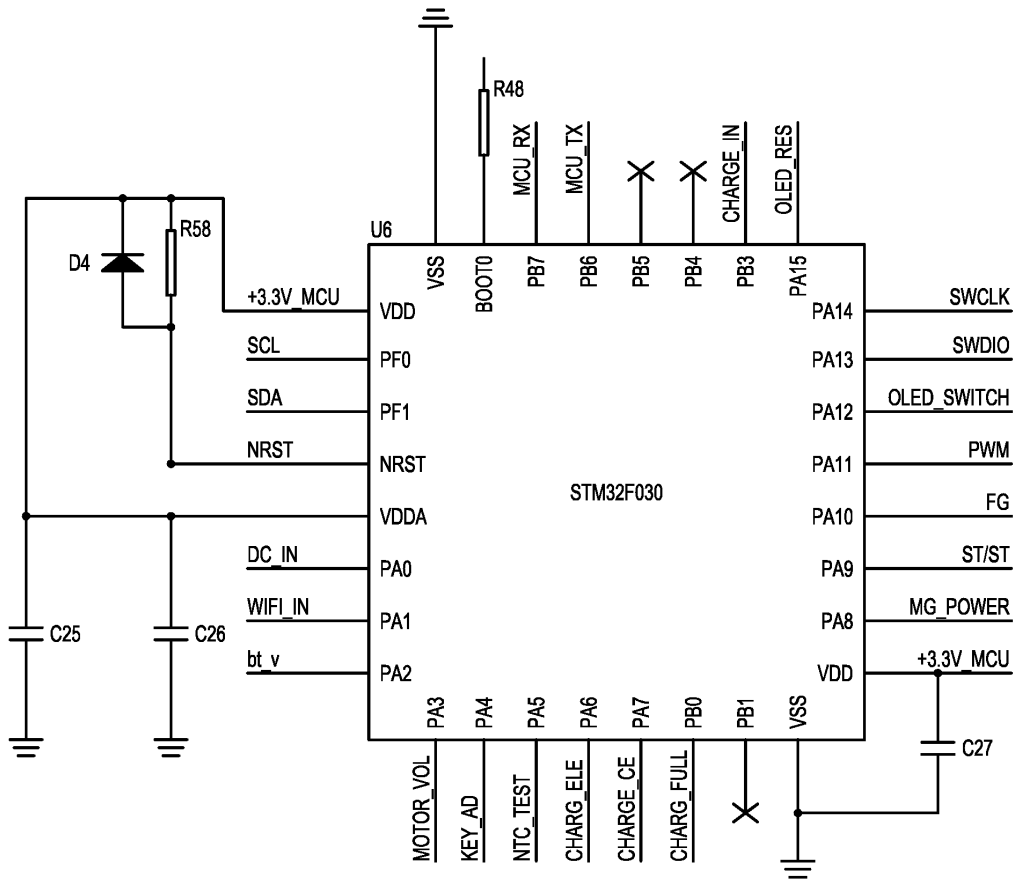 R48
MCU_RX
MCU_TX
CHARGE_IN
OLED_RES
U6
R58
D4
VSS
BOOT0
PB7
PB6
PB5
PB4
PB3
PA15
+3.3V_MCU
VDD
PA14
SWCLK
SCL
PF0
PA13
SWDIO
SDA
PF1
PA12
OLED_SWITCH
NRST
NRST
PA11
PWM
STM32F030
VDDA
PA10
FG
DC_IN
PA0
PA9
ST/ST
WIFI_IN
PA1
PA8
MG_POWER
C25
C26
bt_v
PA2
VDD
+3.3V_MCU
PA3
PA4
PA5
PA6
PA7
PB0
PB1
VSS
C27
MOTOR_VOL
KEY_AD
NTC_TEST
CHARG_ELE
CHARGE_CE
CHARG_FULL